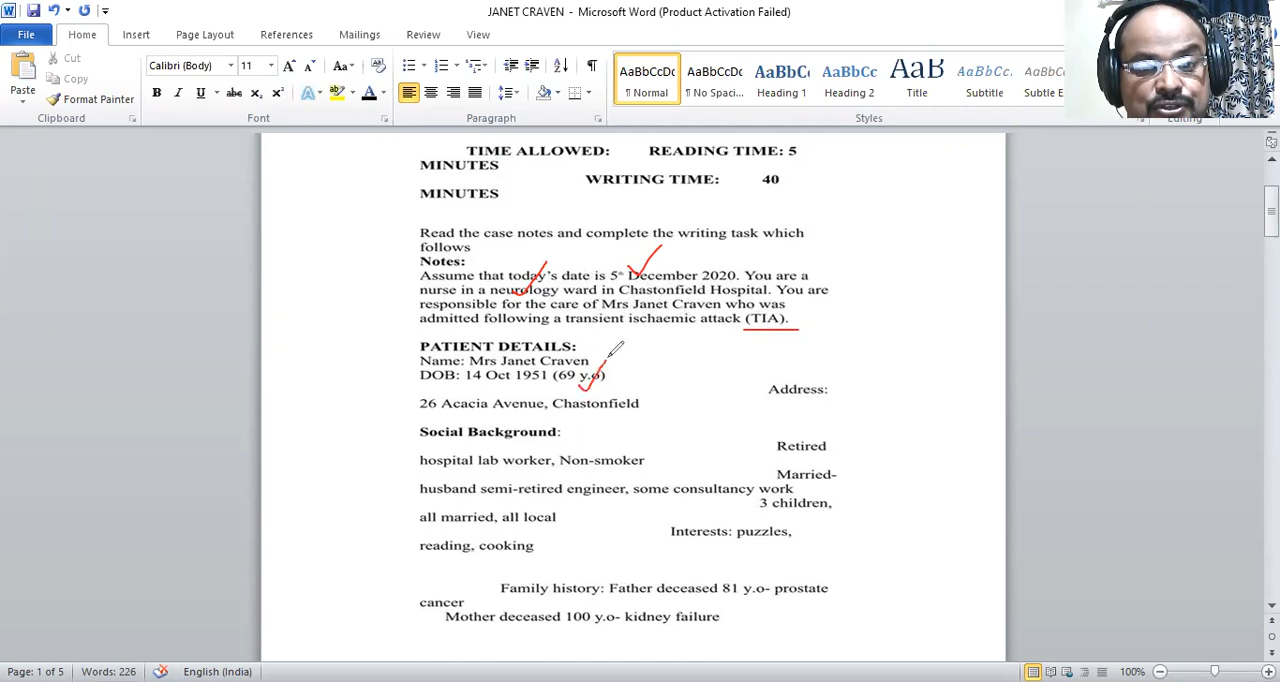 JANET CRAVEN - Microsoft Word (Product Activation Failed)
File Home Insert Page Layout References Mailings Review View
Paste
Cut
Copy
Format Painter
Clipboard
Calibri (Body) 11
Font
Paragraph
AaBbCcDc AaBbCcDc AaBbCc AaBbCc AaB AaBbCc. AaBbCc
¶ Normal ¶ No Spaci... Heading 1 Heading 2 Title Subtitle Subtle E
Styles
TIME ALLOWED: READING TIME: 5
MINUTES
WRITING TIME: 40
MINUTES
Read the case notes and complete the writing task which
follows
Notes:
Assume that today's date is 5th December 2020. You are a
nurse in a neurology ward in Chastonfield Hospital. You are
responsible for the care of Mrs Janet Craven who was
admitted following a transient ischaemic attack (TIA).
PATIENT DETAILS:
Name: Mrs Janet Craven
DOB: 14 Oct 1951 (69 y.o)
Address:
26 Acacia Avenue, Chastonfield
Social Background:
Retired
hospital lab worker, Non-smoker
Married-
husband semi-retired engineer, some consultancy work
3 children,
all married, all local
Interests: puzzles,
reading, cooking
Family history: Father deceased 81 y.o- prostate
cancer
Mother deceased 100 y.o- kidney failure
Page: 1 of 5 Words: 226 English (India) 100%